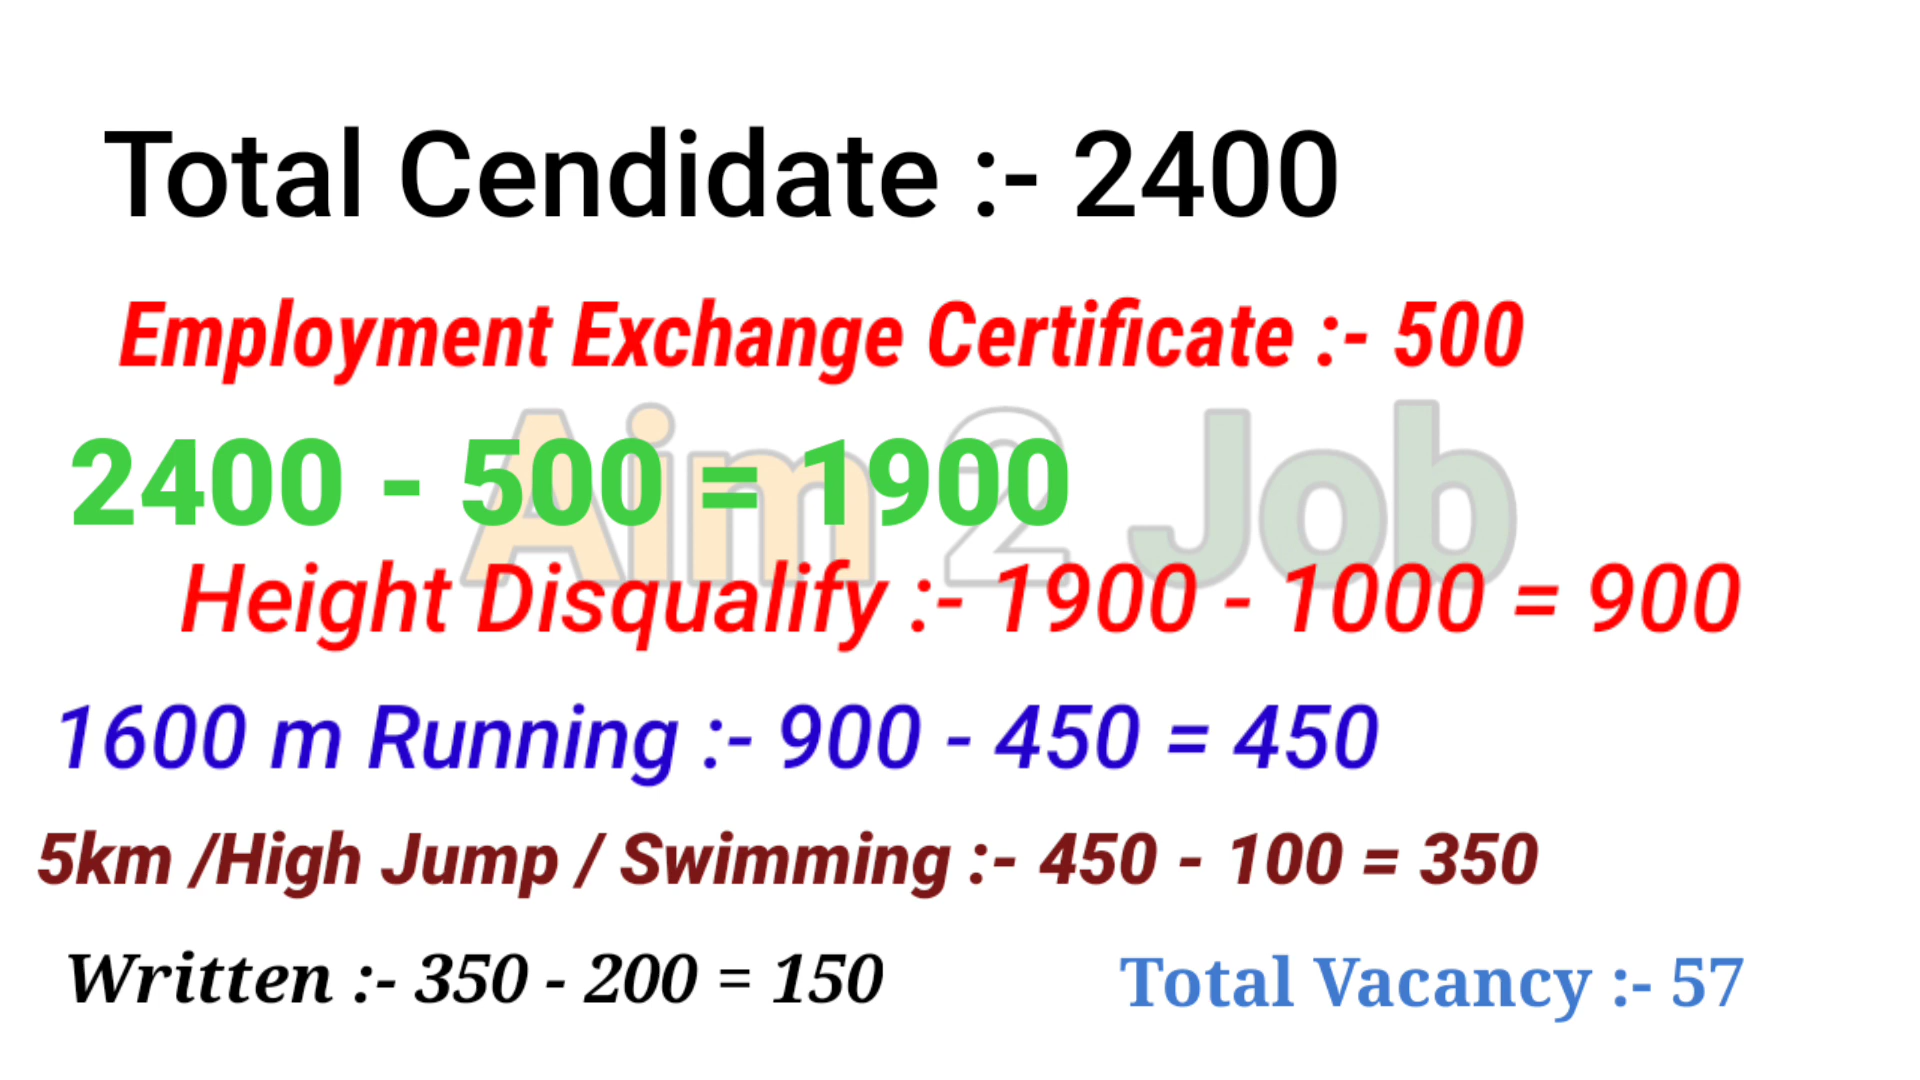 Total Cendidate :- 2400
Employment Exchange Certificate :- 500
Aim 2 Job
2400 - 500 = 1900
Height Disqualify :- 1900 - 1000 = 900
1600 m Running :- 900 - 450 = 450
5km /High Jump / Swimming :- 450 - 100 = 350
Written :- 350 - 200 = 150
Total Vacancy :- 57